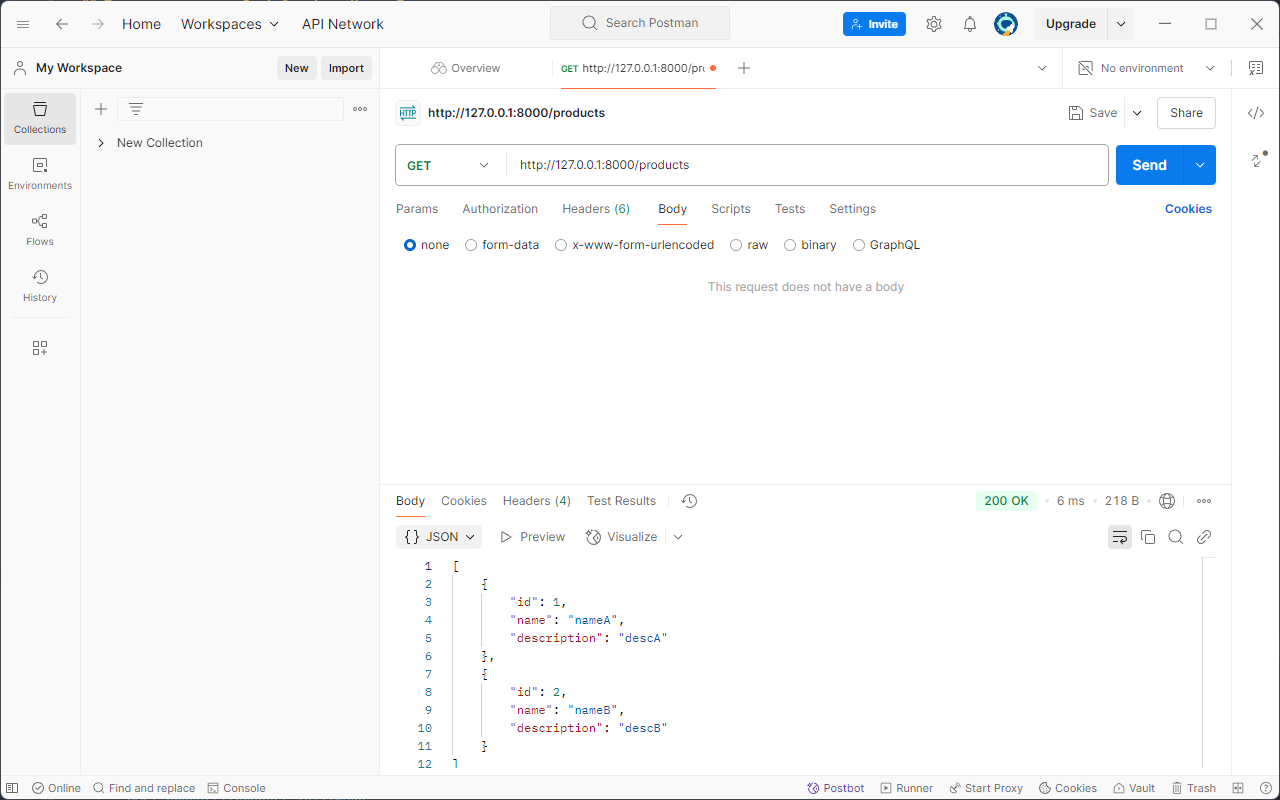 Home Workspaces API Network Search Postman Invite Upgrade
My Workspace New Import Overview GET http://127.0.0.1:8000/pr No environment
HTTP http://127.0.0.1:8000/products Save Share
Collections
New Collection
GET http://127.0.0.1:8000/products Send
Environments
Params Authorization Headers (6) Body Scripts Tests Settings Cookies
Flows
none form-data x-www-form-urlencoded raw binary GraphQL
History
This request does not have a body
Body Cookies Headers (4) Test Results 200 OK • 6 ms • 218 B •
{} JSON Preview Visualize
1 [
2 {
3 "id": 1,
4 "name": "nameA",
5 "description": "descA"
6 },
7 {
8 "id": 2,
9 "name": "nameB",
10 "description": "descB"
11 }
12 ]
Online Find and replace Console Postbot Runner Start Proxy Cookies Vault Trash